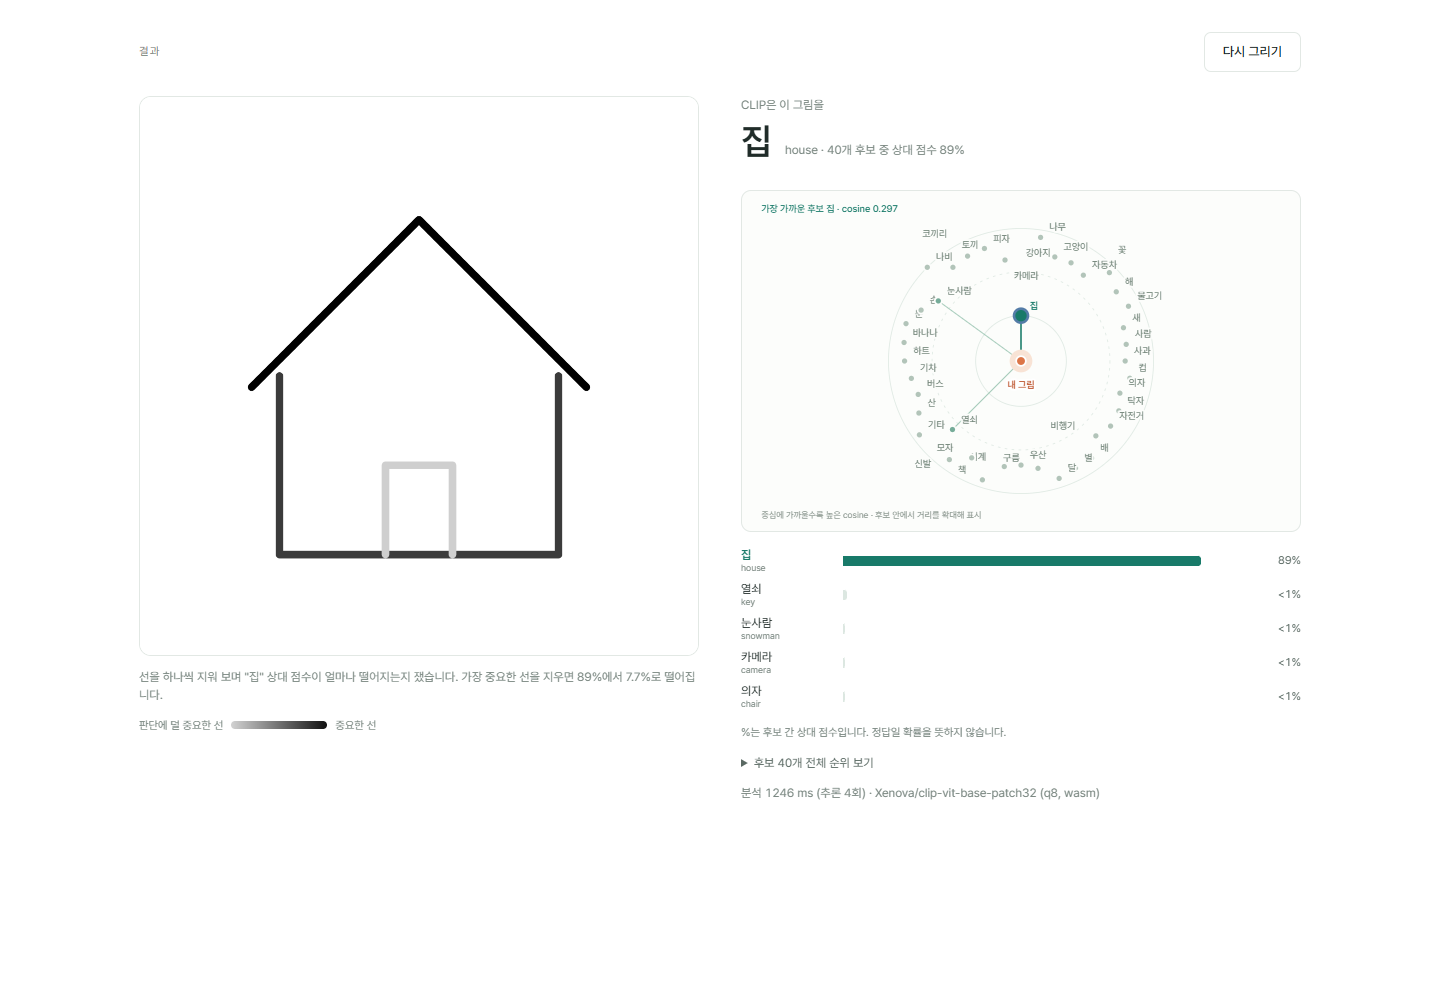 결과
다시 그리기
CLIP은 이 그림을
집 house · 40개 후보 중 상대 점수 89%
가장 가까운 후보 집 · cosine 0.297
코끼리
나무
토끼
피자
나비
강아지
고양이
꽃
자동차
카메라
해
눈사람
물고기
집
새
바나나
사람
하트
사과
기차
컵
버스
내 그림
의자
산
탁자
기타
열쇠
자전거
비행기
모자
배
신발
책
구름
우산
별
중심에 가까울수록 높은 cosine · 후보 안에서 거리를 확대해 표시
집
house
89%
열쇠
key
<1%
눈사람
snowman
<1%
카메라
camera
<1%
의자
chair
<1%
%는 후보 간 상대 점수입니다. 정답일 확률을 뜻하지 않습니다.
▶ 후보 40개 전체 순위 보기
분석 1246 ms (추론 4회) · Xenova/clip-vit-base-patch32 (q8, wasm)
선을 하나씩 지워 보며 "집" 상대 점수가 얼마나 떨어지는지 쟀습니다. 가장 중요한 선을 지우면 89%에서 7.7%로 떨어집
니다.
판단에 덜 중요한 선 중요한 선